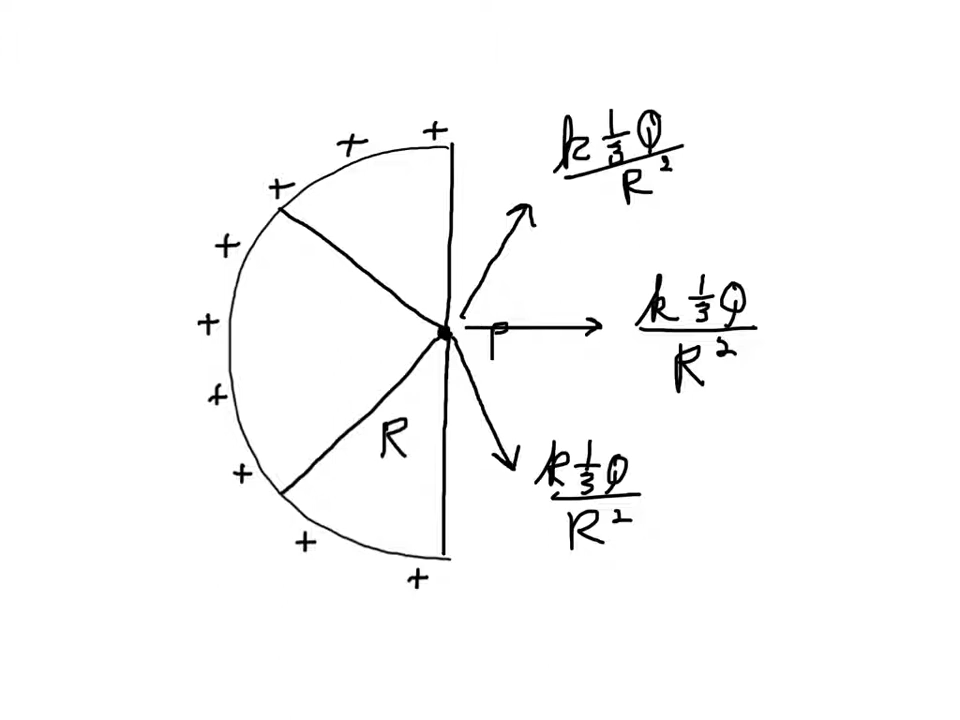 + + + + + + + + +
k 1/3 Q
R²
k 1/3 Q
R²
P
R
k 1/3 Q
R²